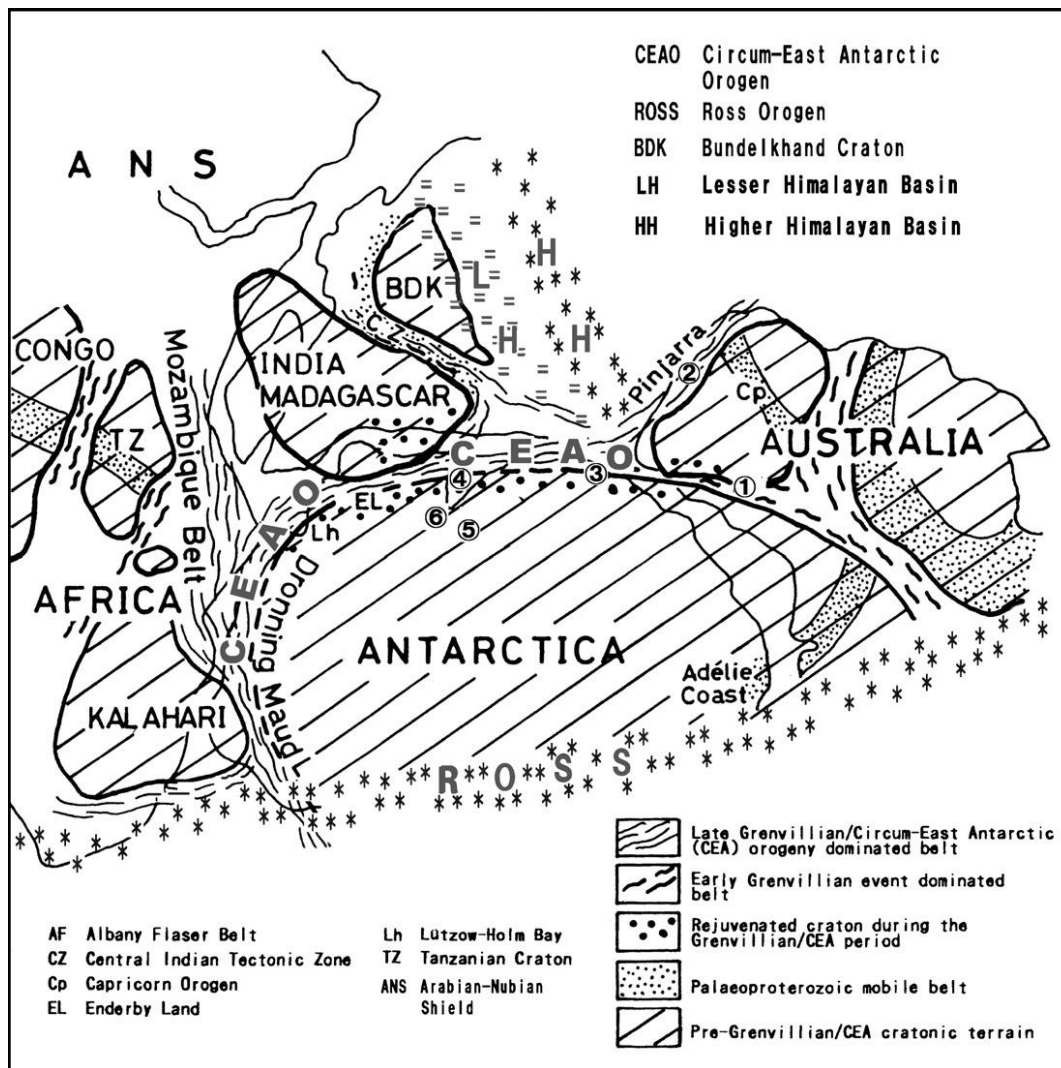 CEAO Circum-East Antarctic
Orogen
ROSS Ross Orogen
BDK Bundelkhand Craton
LH Lesser Himalayan Basin
HH Higher Himalayan Basin
A N S
BDK
L
H
H
H
CZ
CONGO
TZ
Mozambique Belt
INDIA
MADAGASCAR
Pinjarra
②
Cp
AUSTRALIA
C E A O
④
③
①
EL
⑥
⑤
Lh
C E A O
Dronning Maud L
AFRICA
ANTARCTICA
KALAHARI
Adélie
Coast
R O S S
Late Grenvillian/Circum-East Antarctic
(CEA) orogeny dominated belt
Early Grenvillian event dominated
belt
Rejuvenated craton during the
Grenvillian/CEA period
Palaeoproterozoic mobile belt
Pre-Grenvillian/CEA cratonic terrain
AF Albany Flaser Belt
CZ Central Indian Tectonic Zone
Cp Capricorn Orogen
EL Enderby Land
Lh Lützow-Holm Bay
TZ Tanzanian Craton
ANS Arabian-Nubian
Shield